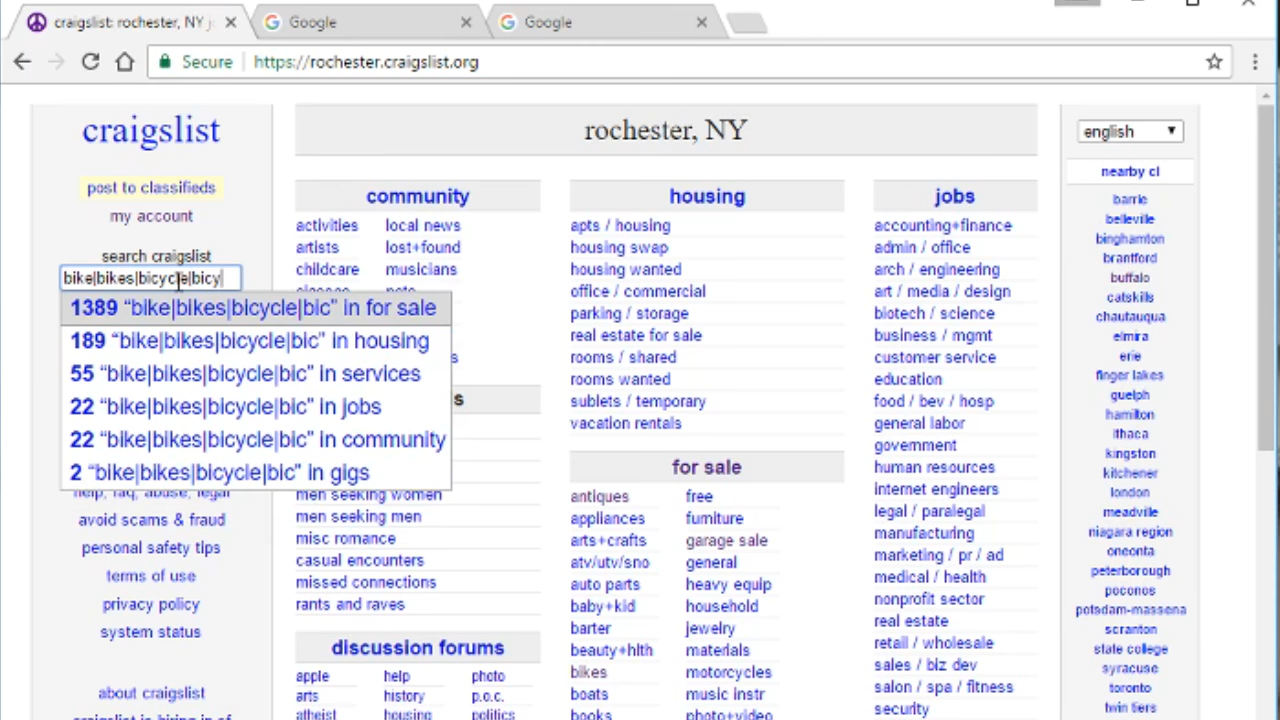 craigslist: rochester, NY j
Google
Google
Secure
https://rochester.craigslist.org
craigslist
post to classifieds
my account
search craigslist
bike|bikes|bicycle|bicy
1389 “bike|bikes|bicycle|bic” in for sale
189 “bike|bikes|bicycle|bic” in housing
55 “bike|bikes|bicycle|bic” in services
22 “bike|bikes|bicycle|bic” in jobs
22 “bike|bikes|bicycle|bic” in community
2 “bike|bikes|bicycle|bic” in gigs
help, faq, abuse, legal
avoid scams & fraud
personal safety tips
terms of use
privacy policy
system status
about craigslist
craigslist is hiring in sf
rochester, NY
community
activities
local news
artists
lost+found
childcare
musicians
pets
s
s
men seeking women
men seeking men
misc romance
casual encounters
missed connections
rants and raves
discussion forums
apple
help
photo
arts
history
p.o.c.
atheist
housing
politics
housing
apts / housing
housing swap
housing wanted
office / commercial
parking / storage
real estate for sale
rooms / shared
rooms wanted
sublets / temporary
vacation rentals
for sale
antiques
free
appliances
furniture
arts+crafts
garage sale
atv/utv/sno
general
auto parts
heavy equip
baby+kid
household
barter
jewelry
beauty+hlth
materials
bikes
motorcycles
boats
music instr
books
photo+video
jobs
accounting+finance
admin / office
arch / engineering
art / media / design
biotech / science
business / mgmt
customer service
education
food / bev / hosp
general labor
government
human resources
internet engineers
legal / paralegal
manufacturing
marketing / pr / ad
medical / health
nonprofit sector
real estate
retail / wholesale
sales / biz dev
salon / spa / fitness
security
english
nearby cl
barrie
belleville
binghamton
brantford
buffalo
catskills
chautauqua
elmira
erie
finger lakes
guelph
hamilton
ithaca
kingston
kitchener
london
meadville
niagara region
oneonta
peterborough
poconos
potsdam-massena
scranton
state college
syracuse
toronto
twin tiers